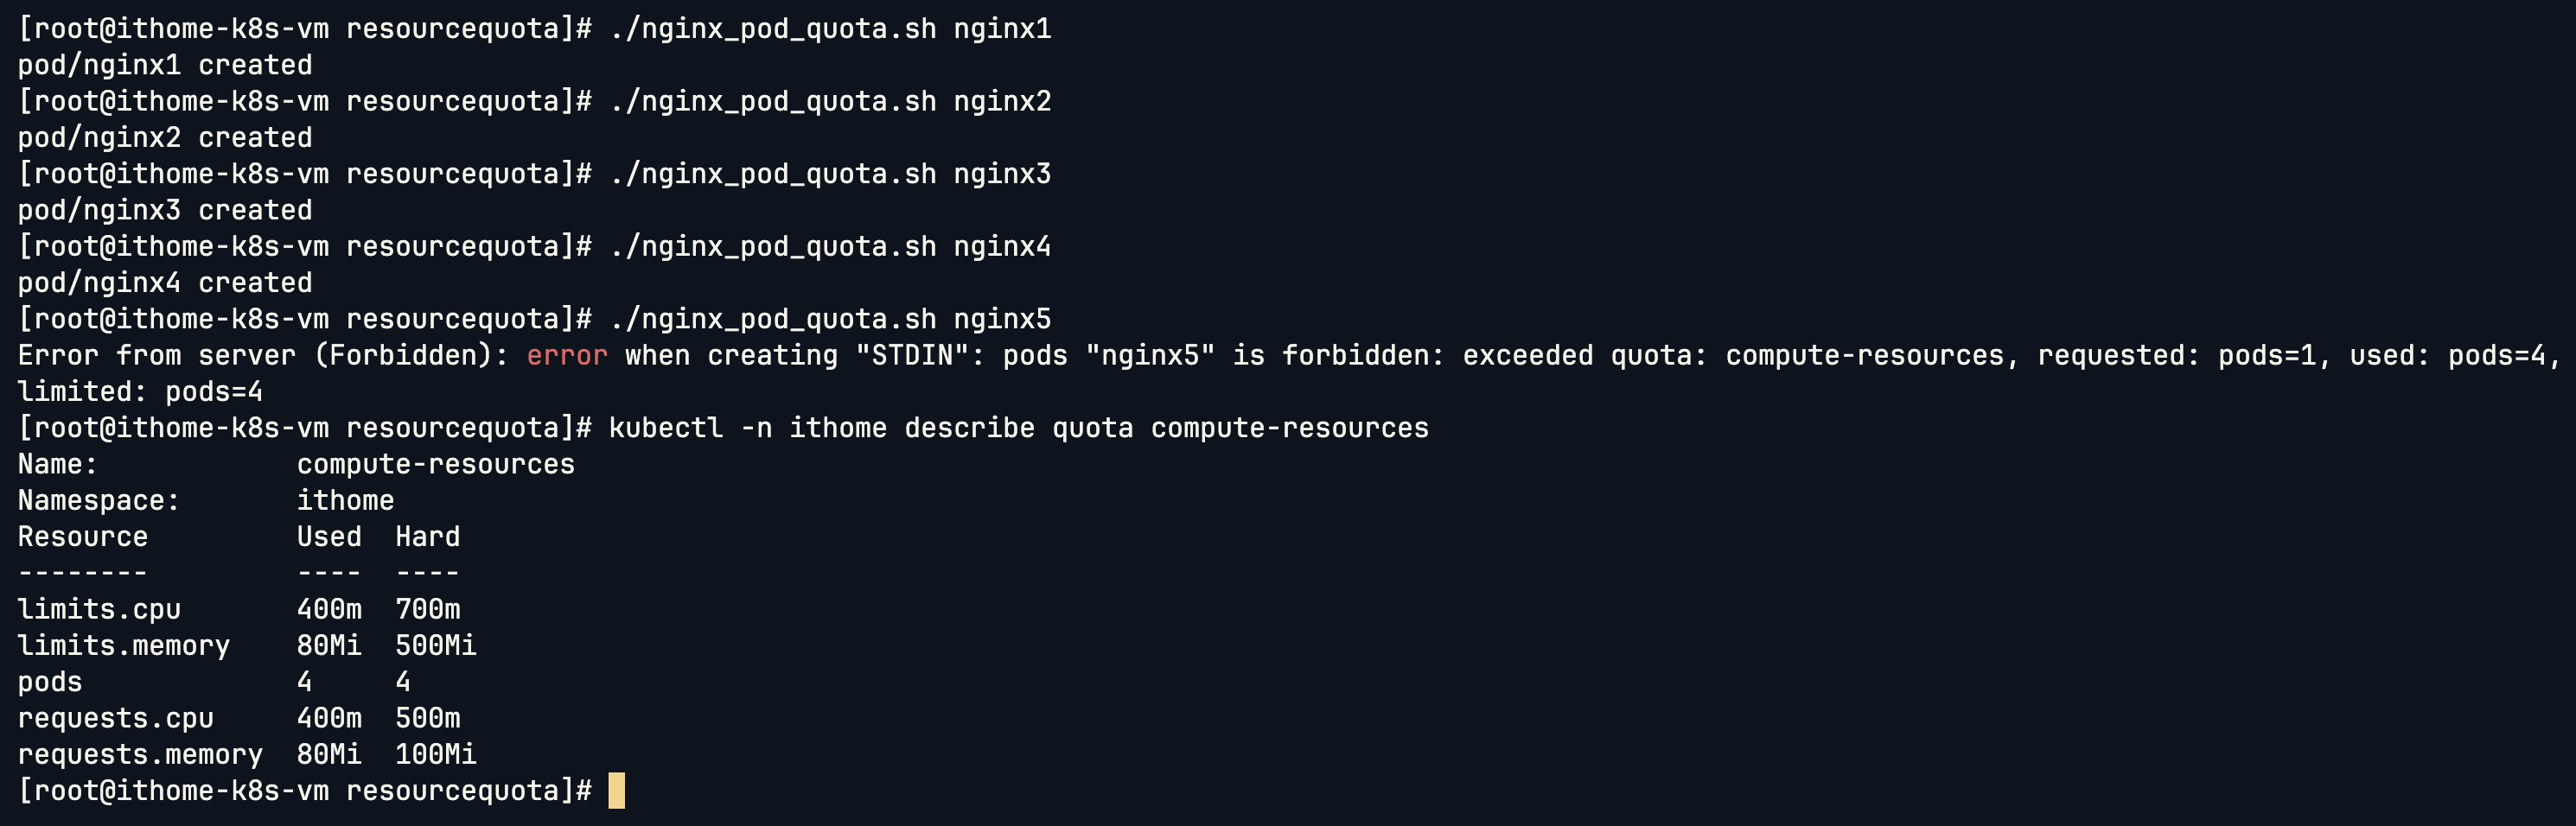 [root@ithome-k8s-vm resourcequota]# ./nginx_pod_quota.sh nginx1
pod/nginx1 created
[root@ithome-k8s-vm resourcequota]# ./nginx_pod_quota.sh nginx2
pod/nginx2 created
[root@ithome-k8s-vm resourcequota]# ./nginx_pod_quota.sh nginx3
pod/nginx3 created
[root@ithome-k8s-vm resourcequota]# ./nginx_pod_quota.sh nginx4
pod/nginx4 created
[root@ithome-k8s-vm resourcequota]# ./nginx_pod_quota.sh nginx5
Error from server (Forbidden): error when creating "STDIN": pods "nginx5" is forbidden: exceeded quota: compute-resources, requested: pods=1, used: pods=4,
limited: pods=4
[root@ithome-k8s-vm resourcequota]# kubectl -n ithome describe quota compute-resources
Name:            compute-resources
Namespace:       ithome
Resource         Used  Hard
--------         ----  ----
limits.cpu       400m  700m
limits.memory    80Mi  500Mi
pods             4     4
requests.cpu     400m  500m
requests.memory  80Mi  100Mi
[root@ithome-k8s-vm resourcequota]#